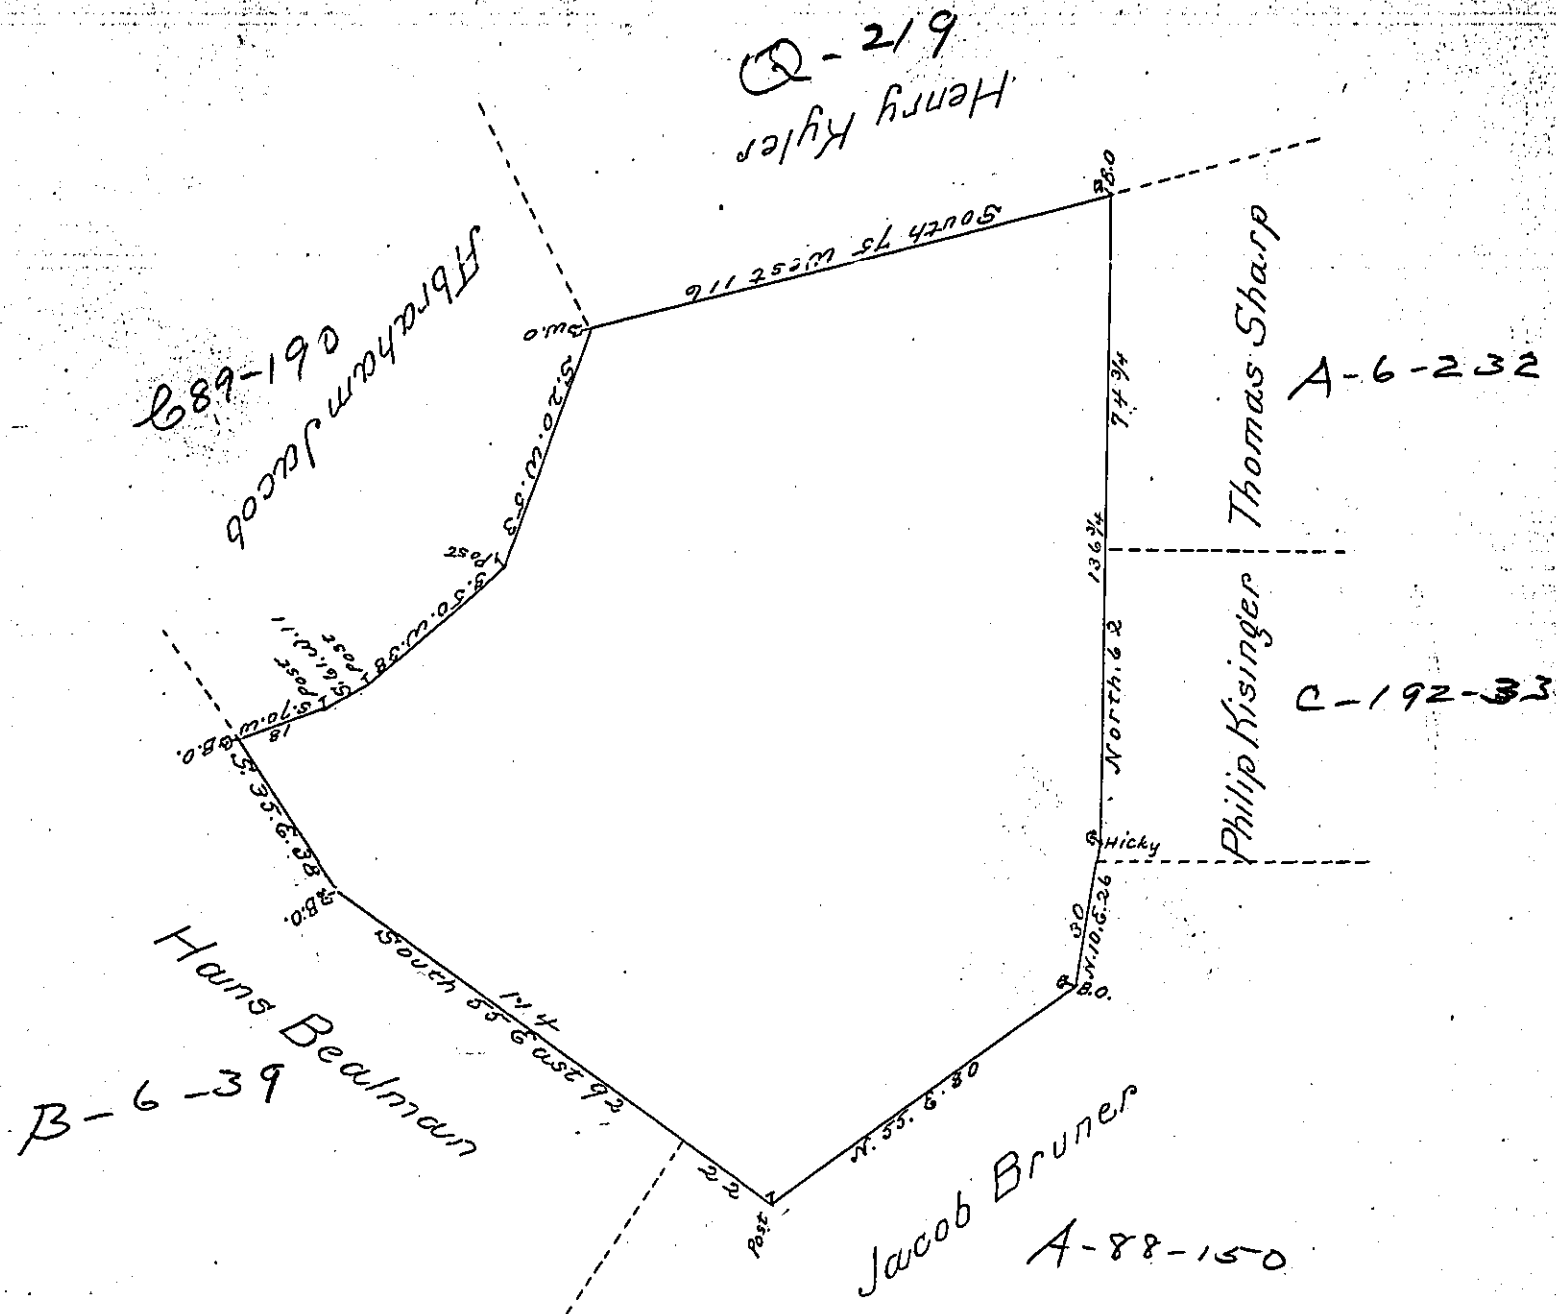 Q-219
Henry Kyler
B.O
South 75 West 116
Abraham Jacob
C89-190
W.O
S.20.W.53
Post
S.50.W.38
Post
S.61.W.11
Post
S.70.W
18
B.O.
S.35.E.38
B.O.
Hans Bealman
B-6-39
South 55 East 92
114
22
Post
N.55.E.80
Jacob Bruner
A-88-150
B.O.
N.10.E.26
30
Hicky
North.62
136 3/4
74 3/4
Thomas Sharp
A-6-232
Philip Kisinger
C-192-33